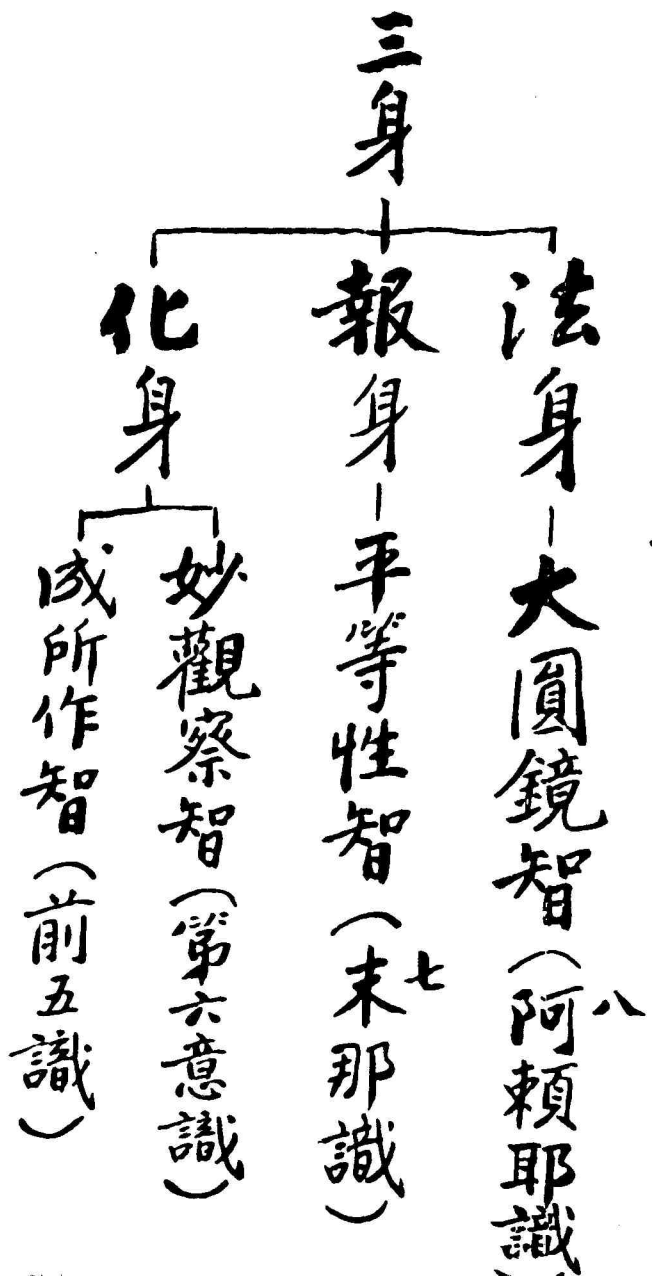 三身
法身
大圓鏡智（阿賴耶識）
八
報身
平等性智（末那識）
七
化身
妙觀察智（第六意識）
成所作智（前五識）